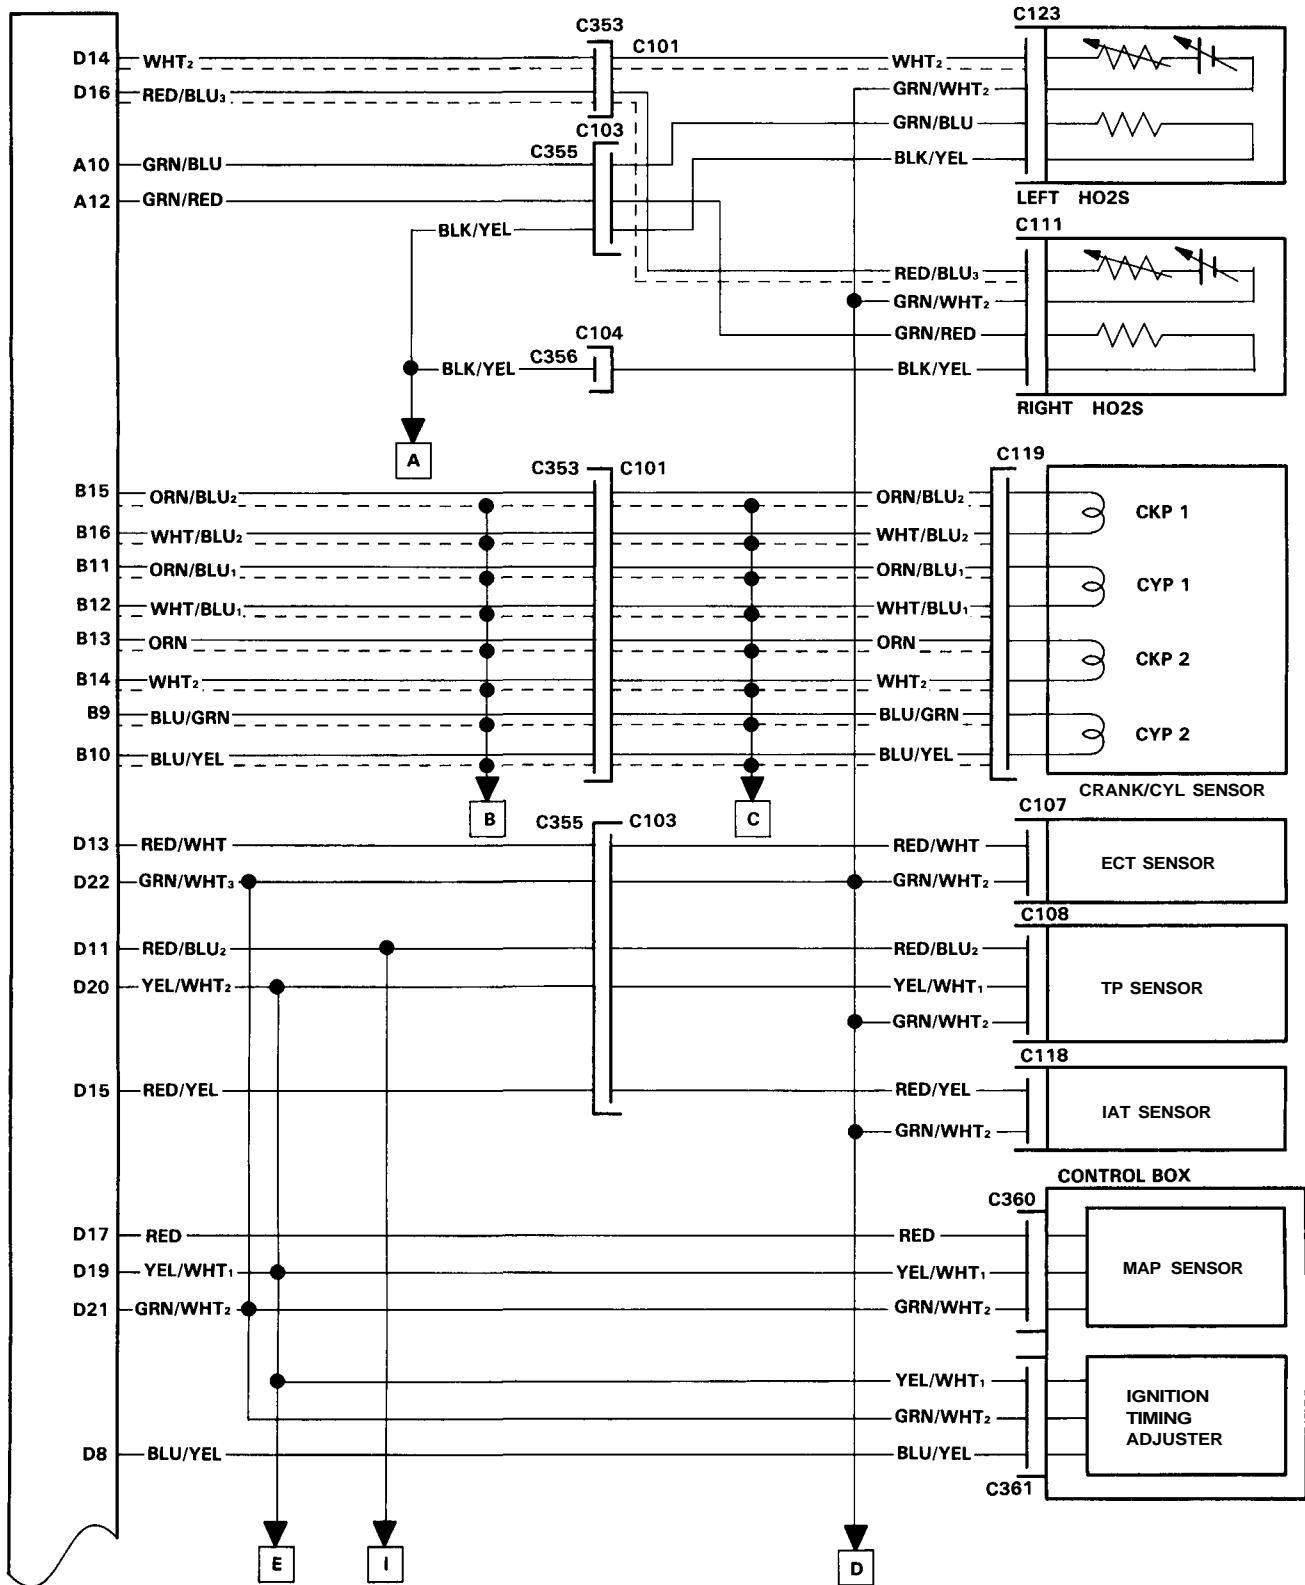 C353
C123
C101
D14
WHT₂
WHT₂
D16
RED/BLU₃
GRN/WHT₂
C103
GRN/BLU
C355
A10
GRN/BLU
BLK/YEL
A12
GRN/RED
LEFT HO2S
BLK/YEL
C111
RED/BLU₃
GRN/WHT₂
C104
GRN/RED
C356
BLK/YEL
BLK/YEL
RIGHT HO2S
A
C353
C101
C119
B15
ORN/BLU₂
ORN/BLU₂
CKP 1
B16
WHT/BLU₂
WHT/BLU₂
B11
ORN/BLU₁
ORN/BLU₁
CYP 1
B12
WHT/BLU₁
WHT/BLU₁
B13
ORN
ORN
CKP 2
B14
WHT₂
WHT₂
B9
BLU/GRN
BLU/GRN
CYP 2
B10
BLU/YEL
BLU/YEL
CRANK/CYL SENSOR
B
C
C355
C103
C107
D13
RED/WHT
RED/WHT
ECT SENSOR
D22
GRN/WHT₃
GRN/WHT₂
C108
D11
RED/BLU₂
RED/BLU₂
D20
YEL/WHT₂
YEL/WHT₁
TP SENSOR
GRN/WHT₂
C118
D15
RED/YEL
RED/YEL
IAT SENSOR
GRN/WHT₂
CONTROL BOX
C360
D17
RED
RED
D19
YEL/WHT₁
YEL/WHT₁
MAP SENSOR
D21
GRN/WHT₂
GRN/WHT₂
YEL/WHT₁
IGNITION
TIMING
ADJUSTER
GRN/WHT₂
D8
BLU/YEL
BLU/YEL
C361
E
I
D